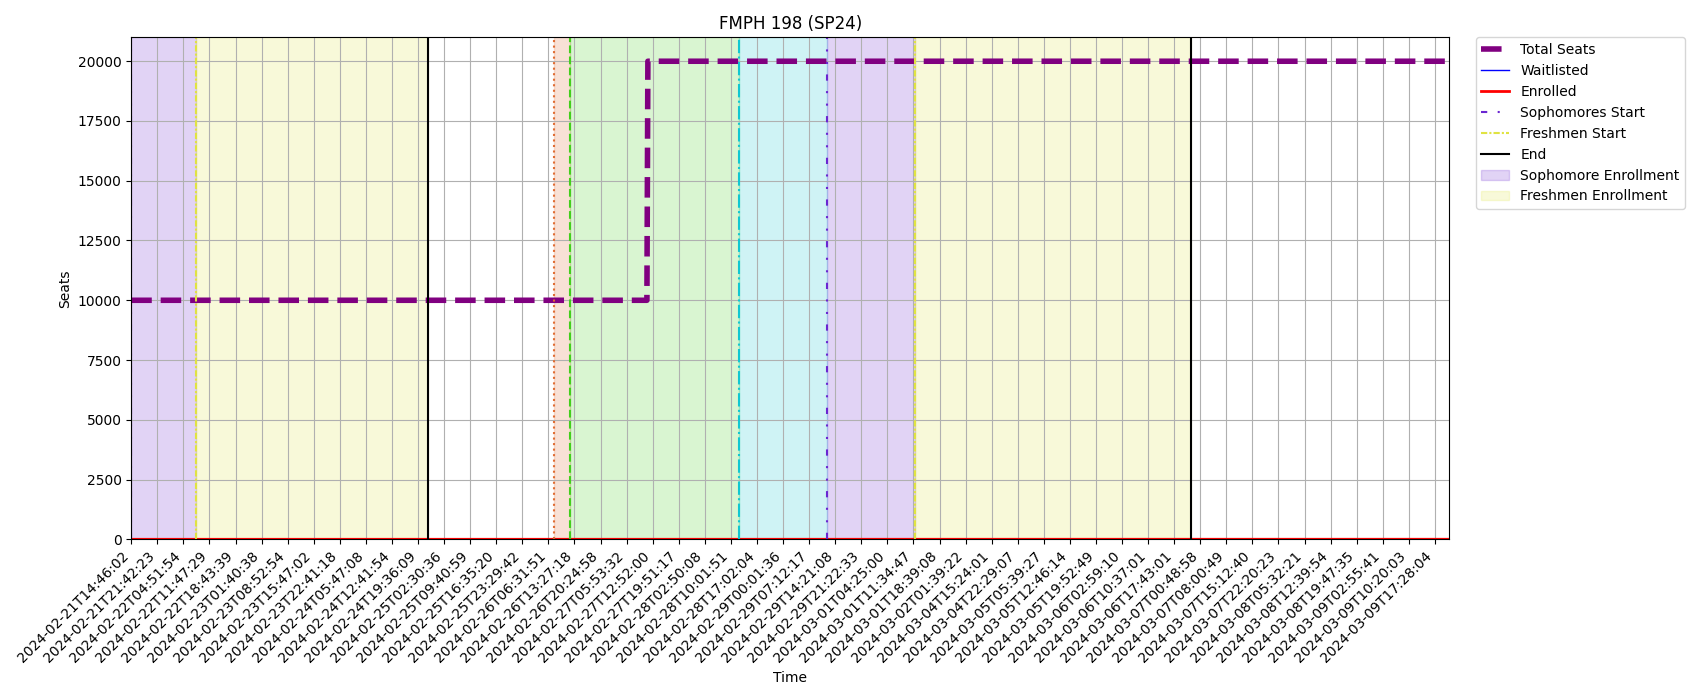 FMPH 198 (SP24)
Seats
20000
17500
15000
12500
10000
7500
5000
2500
0
2024-02-21T14:46:02
2024-02-21T21:42:23
2024-02-22T04:51:54
2024-02-22T11:47:29
2024-02-22T18:43:39
2024-02-23T01:40:38
2024-02-23T08:52:54
2024-02-23T15:47:02
2024-02-23T22:41:18
2024-02-24T05:47:08
2024-02-24T12:41:54
2024-02-24T19:36:09
2024-02-25T02:30:36
2024-02-25T09:40:59
2024-02-25T16:35:20
2024-02-25T23:29:42
2024-02-26T06:31:51
2024-02-26T13:27:18
2024-02-26T20:24:58
2024-02-27T05:53:32
2024-02-27T12:52:00
2024-02-27T19:51:17
2024-02-28T02:50:08
2024-02-28T10:01:51
2024-02-28T17:02:04
2024-02-29T00:01:36
2024-02-29T07:12:17
2024-02-29T14:21:08
2024-02-29T21:22:33
2024-03-01T04:25:00
2024-03-01T11:34:47
2024-03-01T18:39:08
2024-03-02T01:39:22
2024-03-04T15:24:01
2024-03-04T22:29:07
2024-03-05T05:39:27
2024-03-05T12:46:14
2024-03-05T19:52:49
2024-03-06T02:59:10
2024-03-06T10:37:01
2024-03-06T17:43:01
2024-03-07T00:48:58
2024-03-07T08:00:49
2024-03-07T15:12:40
2024-03-07T22:20:23
2024-03-08T05:32:21
2024-03-08T12:39:54
2024-03-08T19:47:35
2024-03-09T02:55:41
2024-03-09T10:20:03
2024-03-09T17:28:04
Time
Total Seats
Waitlisted
Enrolled
Sophomores Start
Freshmen Start
End
Sophomore Enrollment
Freshmen Enrollment